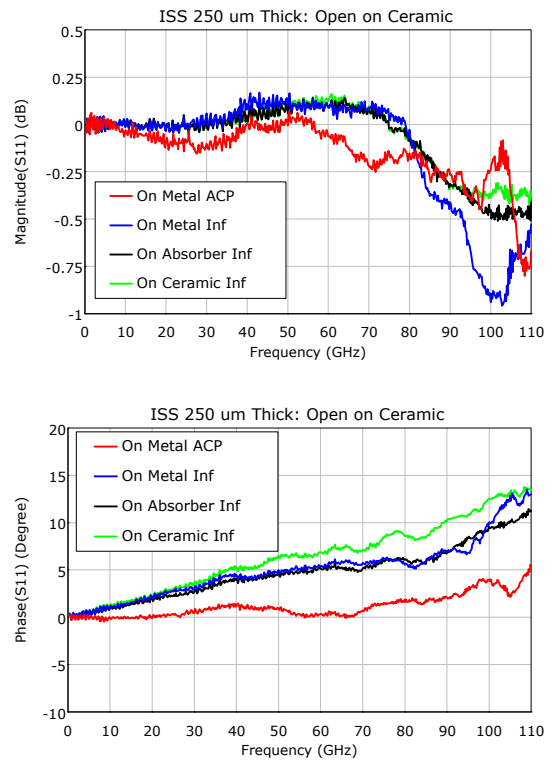 ISS 250 um Thick: Open on Ceramic
0.5
0.25
0
-0.25
-0.5
-0.75
-1
Magnitude(S11) (dB)
On Metal ACP
On Metal Inf
On Absorber Inf
On Ceramic Inf
0 10 20 30 40 50 60 70 80 90 100 110
Frequency (GHz)
ISS 250 um Thick: Open on Ceramic
20
15
10
5
0
-5
-10
Phase(S11) (Degree)
On Metal ACP
On Metal Inf
On Absorber Inf
On Ceramic Inf
0 10 20 30 40 50 60 70 80 90 100 110
Frequency (GHz)